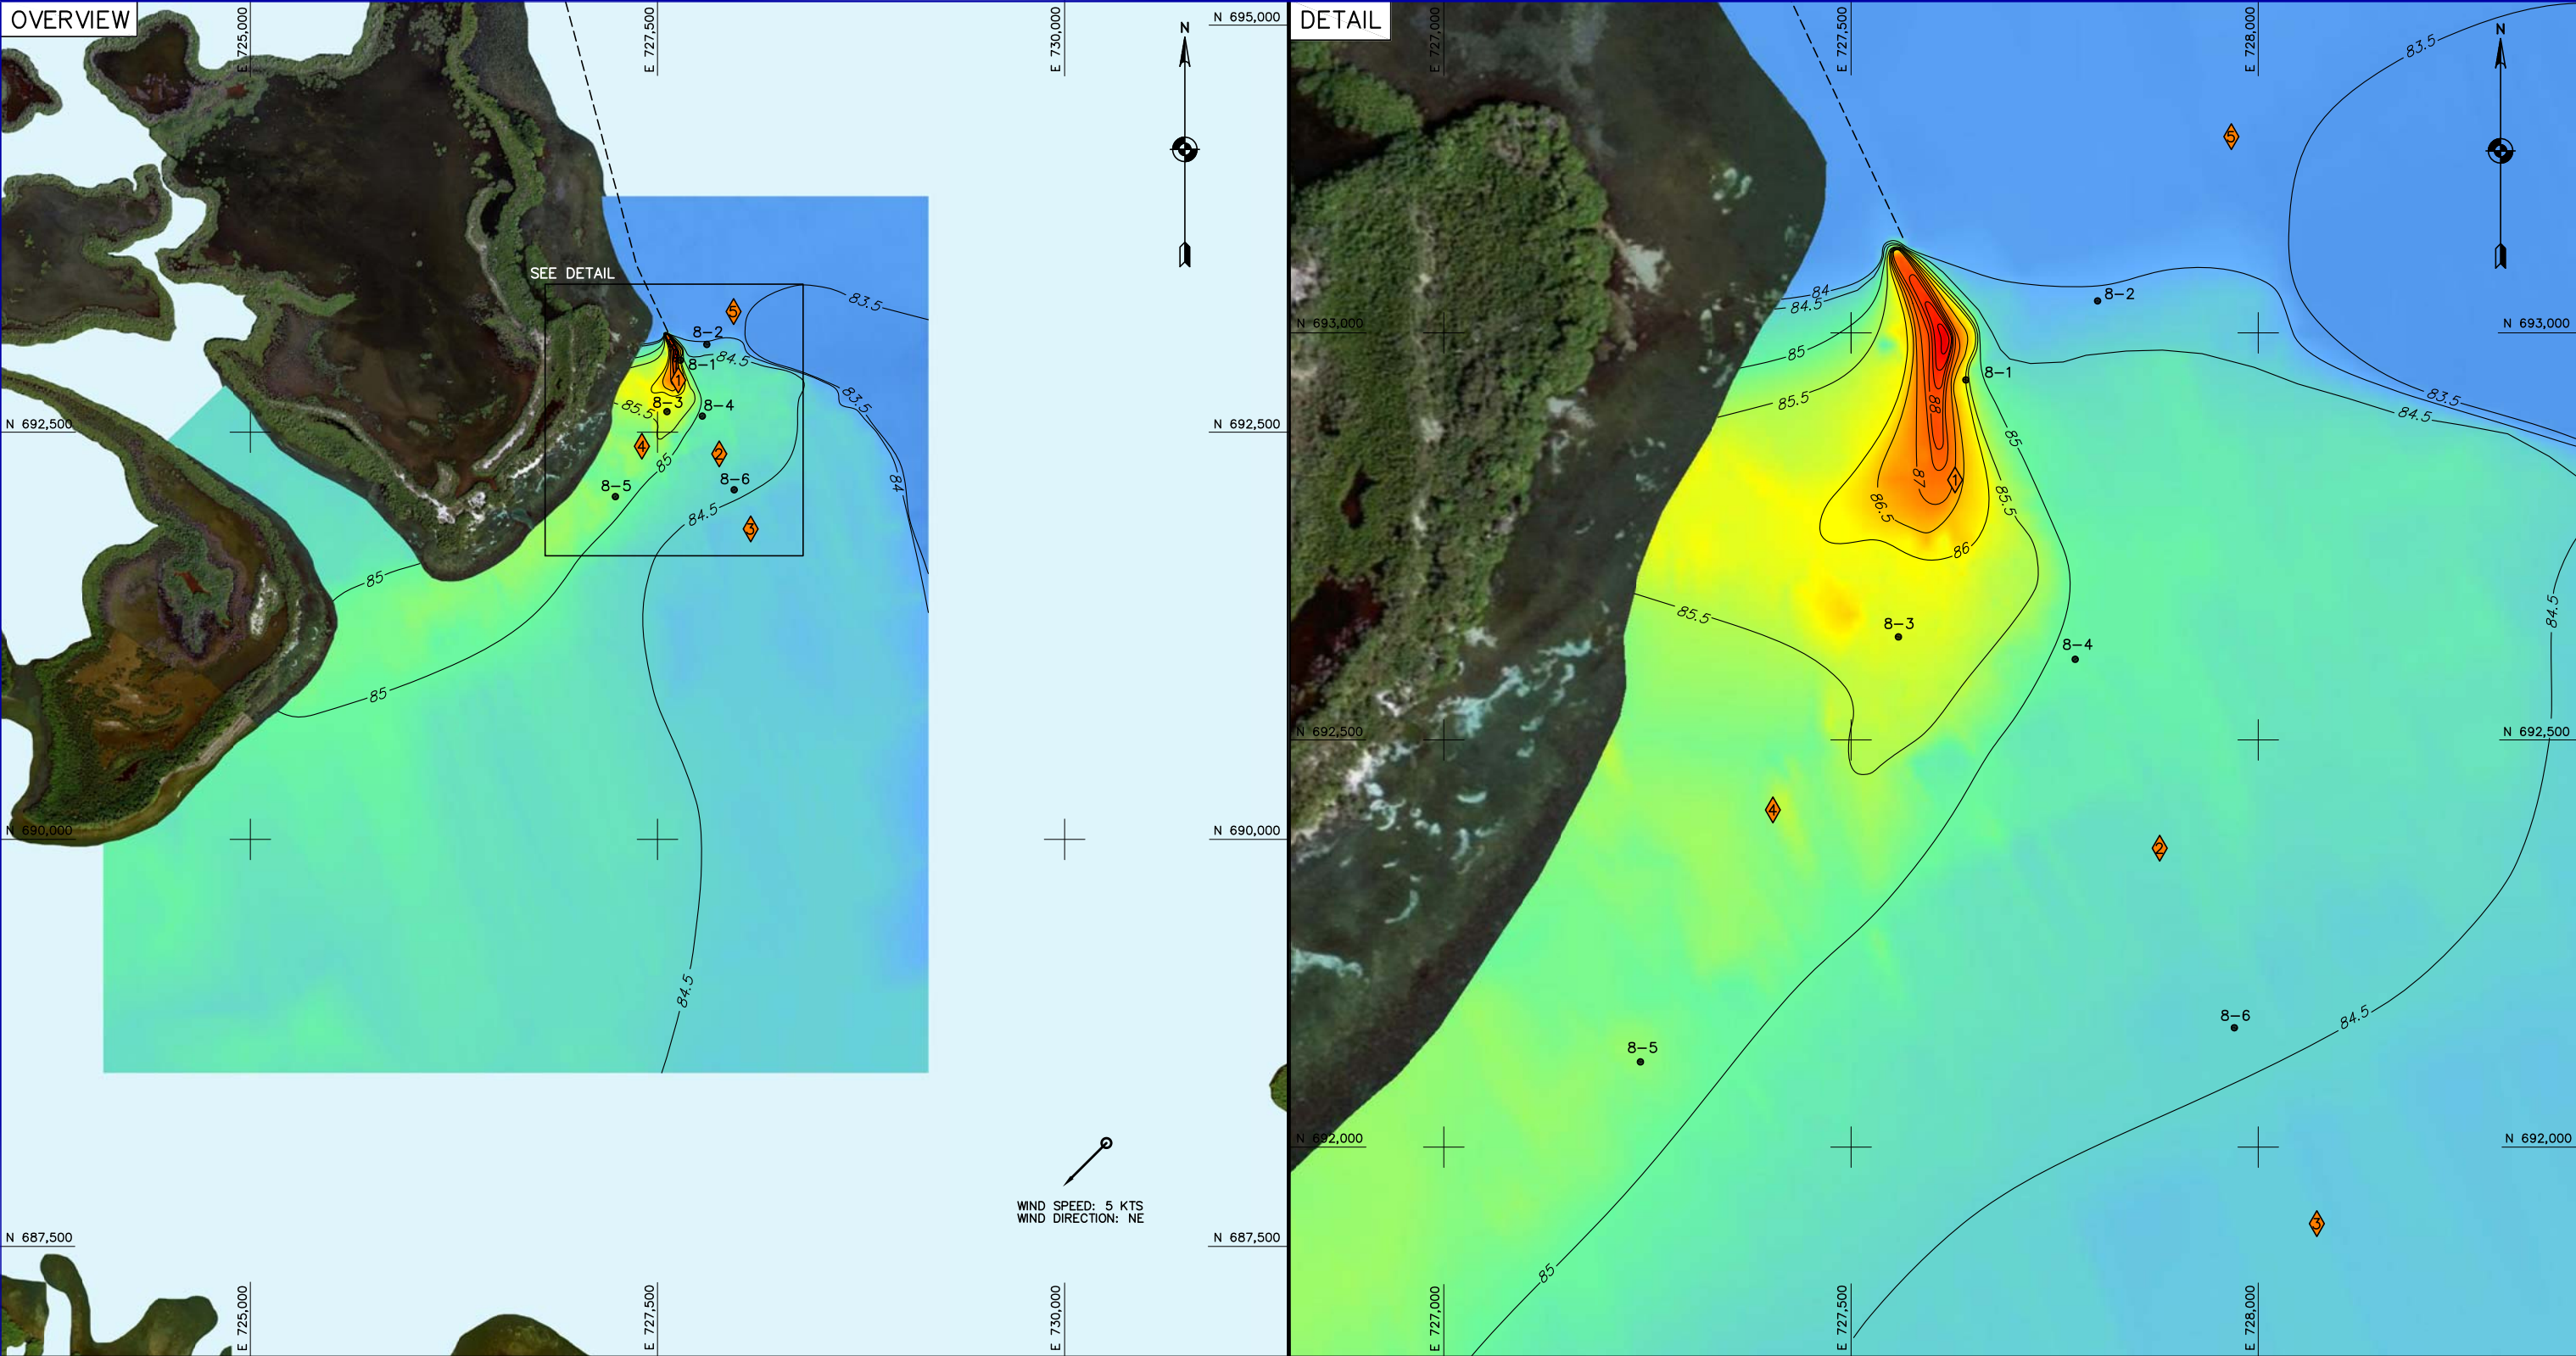 OVERVIEW
E 725,000
E 727,500
E 730,000
N 695,000
N
SEE DETAIL
83.5
5
8-2
84.5
8-1
1
8-3
85.5
8-4
83.5
N 692,500
N 692,500
4
2
85
8-5
8-6
84
84.5
3
85
85
N 690,000
N 690,000
84.5
WIND SPEED: 5 KTS
WIND DIRECTION: NE
N 687,500
N 687,500
E 725,000
E 727,500
E 730,000
DETAIL
E 727,000
E 727,500
E 728,000
83.5
N
5
84
84.5
8-2
N 693,000
N 693,000
85
8-1
85.5
88
83.5
84.5
85
87
1
86.5
85.5
86
85.5
8-3
84.5
8-4
N 692,500
N 692,500
4
2
8-6
84.5
8-5
N 692,000
N 692,000
3
85
E 727,000
E 727,500
E 728,000